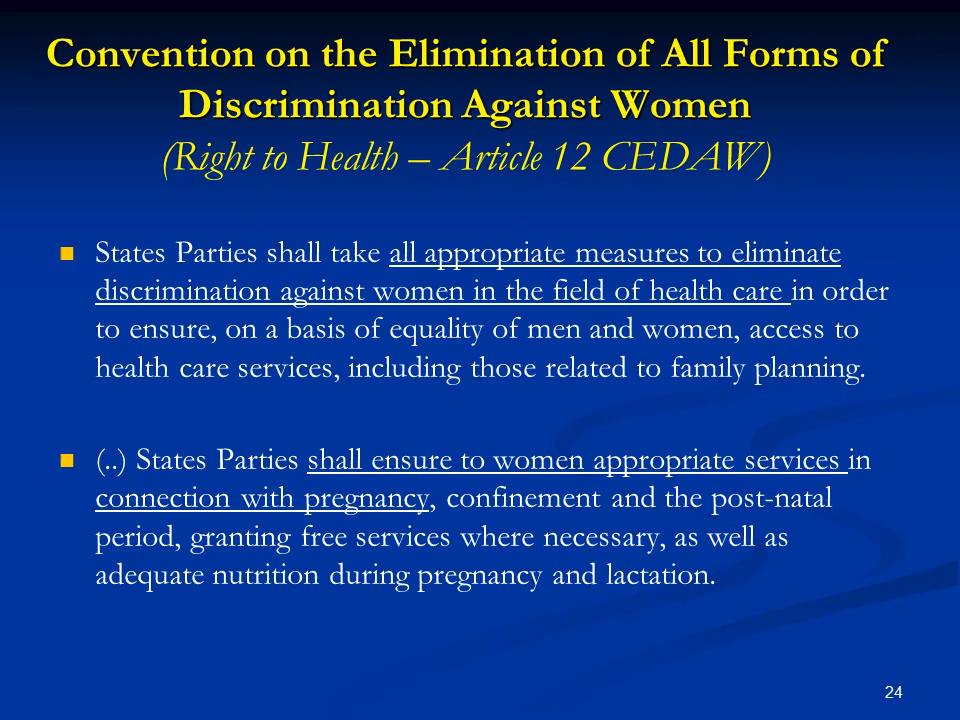 Convention on the Elimination of All Forms of
Discrimination Against Women
(Right to Health – Article 12 CEDAW)
States Parties shall take all appropriate measures to eliminate
discrimination against women in the field of health care in order
to ensure, on a basis of equality of men and women, access to
health care services, including those related to family planning.
(..) States Parties shall ensure to women appropriate services in
connection with pregnancy, confinement and the post-natal
period, granting free services where necessary, as well as
adequate nutrition during pregnancy and lactation.
24